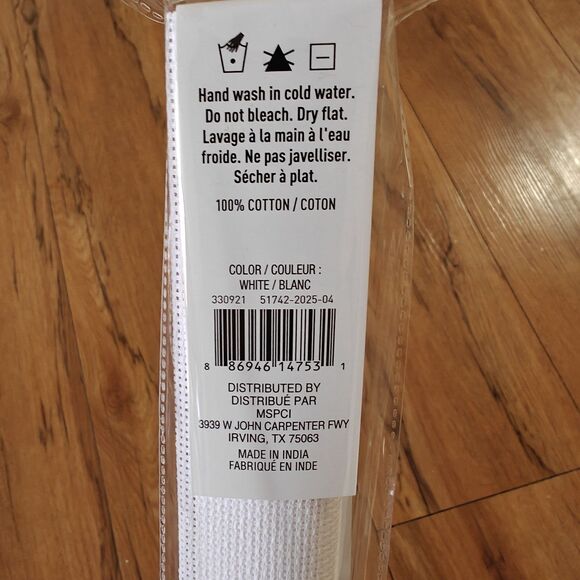 Hand wash in cold water.
Do not bleach. Dry flat.
Lavage à la main à l'eau
froide. Ne pas javelliser.
Sécher à plat.
100% COTTON / COTON
COLOR / COULEUR :
WHITE / BLANC
330921 51742-2025-04
8 86946 14753 1
DISTRIBUTED BY
DISTRIBUÉ PAR
MSPCI
3939 W JOHN CARPENTER FWY
IRVING, TX 75063
MADE IN INDIA
FABRIQUÉ EN INDE